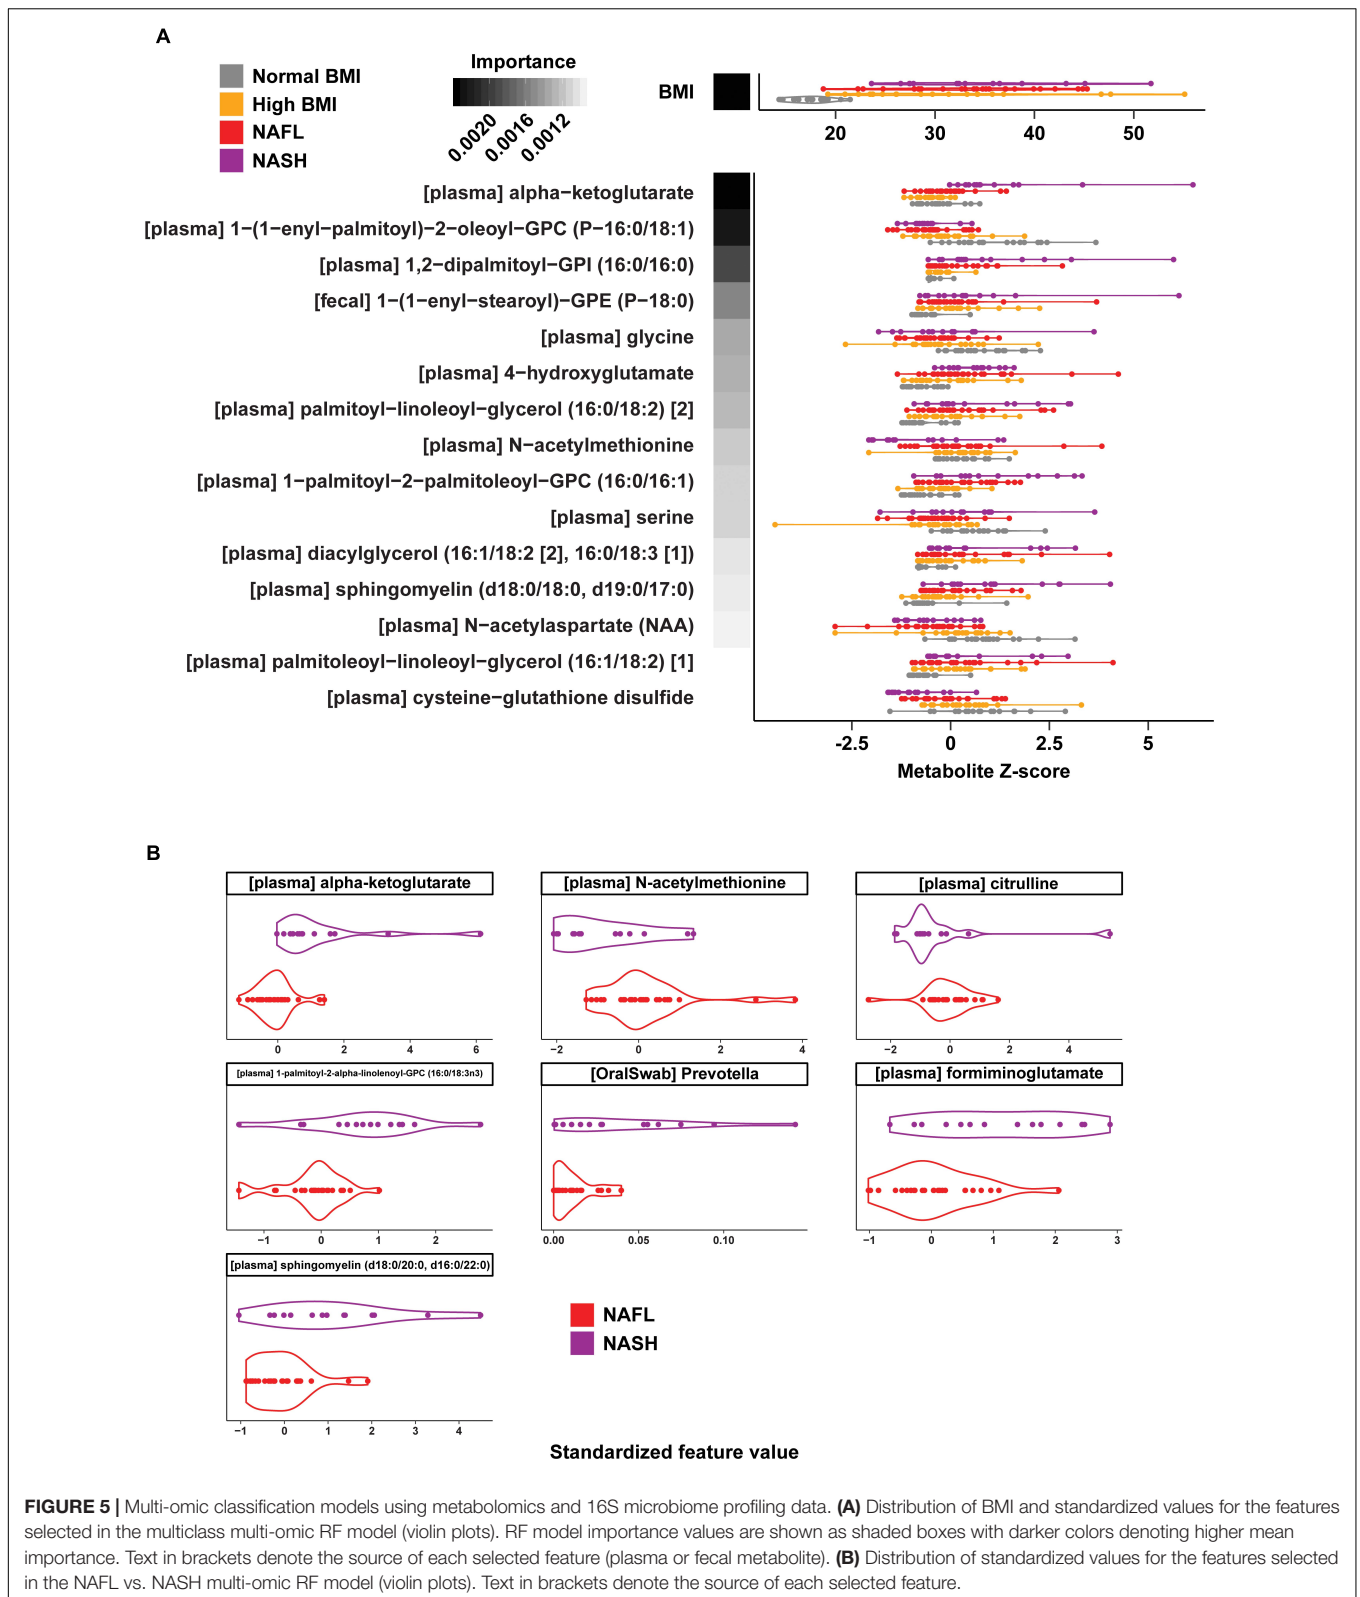 A
Normal BMI
High BMI
NAFL
NASH
Importance
0.0020
0.0016
0.0012
BMI
20 30 40 50
[plasma] alpha−ketoglutarate
[plasma] 1−(1−enyl−palmitoyl)−2−oleoyl−GPC (P−16:0/18:1)
[plasma] 1,2−dipalmitoyl−GPI (16:0/16:0)
[fecal] 1−(1−enyl−stearoyl)−GPE (P−18:0)
[plasma] glycine
[plasma] 4−hydroxyglutamate
[plasma] palmitoyl−linoleoyl−glycerol (16:0/18:2) [2]
[plasma] N−acetylmethionine
[plasma] 1−palmitoyl−2−palmitoleoyl−GPC (16:0/16:1)
[plasma] serine
[plasma] diacylglycerol (16:1/18:2 [2], 16:0/18:3 [1])
[plasma] sphingomyelin (d18:0/18:0, d19:0/17:0)
[plasma] N−acetylaspartate (NAA)
[plasma] palmitoleoyl−linoleoyl−glycerol (16:1/18:2) [1]
[plasma] cysteine−glutathione disulfide
-2.5 0 2.5 5
Metabolite Z-score
B
[plasma] alpha-ketoglutarate
0 2 4 6
[plasma] N-acetylmethionine
−2 0 2 4
[plasma] citrulline
−2 0 2 4
[plasma] 1-palmitoyl-2-alpha-linolenoyl-GPC (16:0/18:3n3)
−1 0 1 2
[OralSwab] Prevotella
0.00 0.05 0.10
[plasma] formiminoglutamate
−1 0 1 2 3
[plasma] sphingomyelin (d18:0/20:0, d16:0/22:0)
−1 0 1 2 3 4
NAFL
NASH
Standardized feature value
FIGURE 5 | Multi-omic classification models using metabolomics and 16S microbiome profiling data. (A) Distribution of BMI and standardized values for the features
selected in the multiclass multi-omic RF model (violin plots). RF model importance values are shown as shaded boxes with darker colors denoting higher mean
importance. Text in brackets denote the source of each selected feature (plasma or fecal metabolite). (B) Distribution of standardized values for the features selected
in the NAFL vs. NASH multi-omic RF model (violin plots). Text in brackets denote the source of each selected feature.